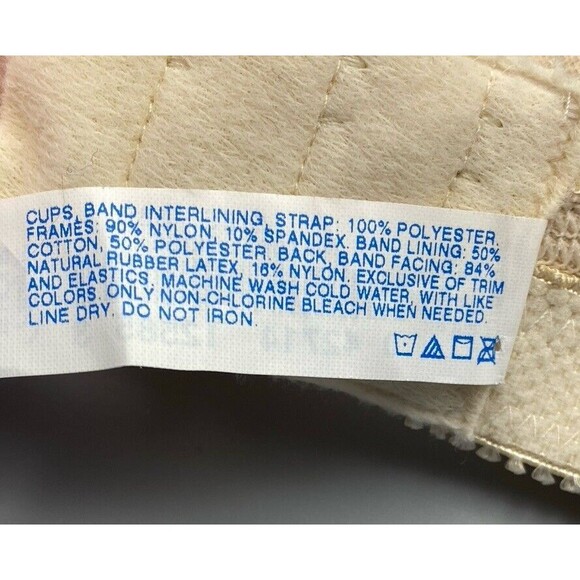 CUPS, BAND INTERLINING, STRAP: 100% POLYESTER.
FRAMES: 90% NYLON, 10% SPANDEX. BAND LINING: 50%
COTTON, 50% POLYESTER. BACK, BAND FACING: 84%
NATURAL RUBBER LATEX, 16% NYLON. EXCLUSIVE OF TRIM
AND ELASTICS. MACHINE WASH COLD WATER, WITH LIKE
COLORS. ONLY NON-CHLORINE BLEACH WHEN NEEDED.
LINE DRY. DO NOT IRON.